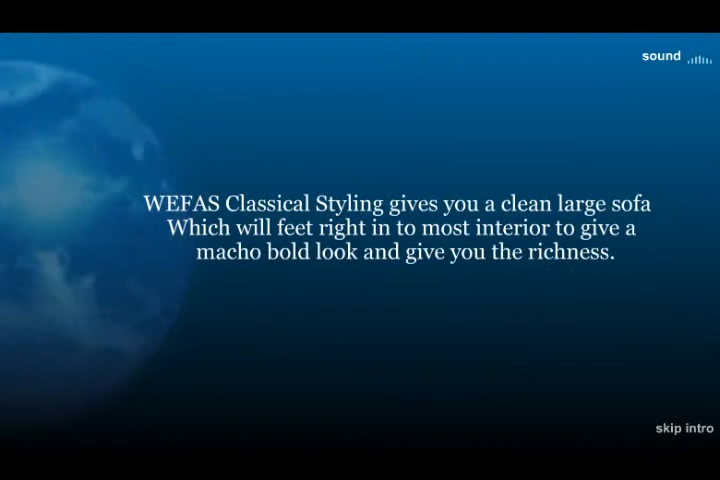 sound
WEFAS Classical Styling gives you a clean large sofa
Which will feet right in to most interior to give a
macho bold look and give you the richness.
skip intro